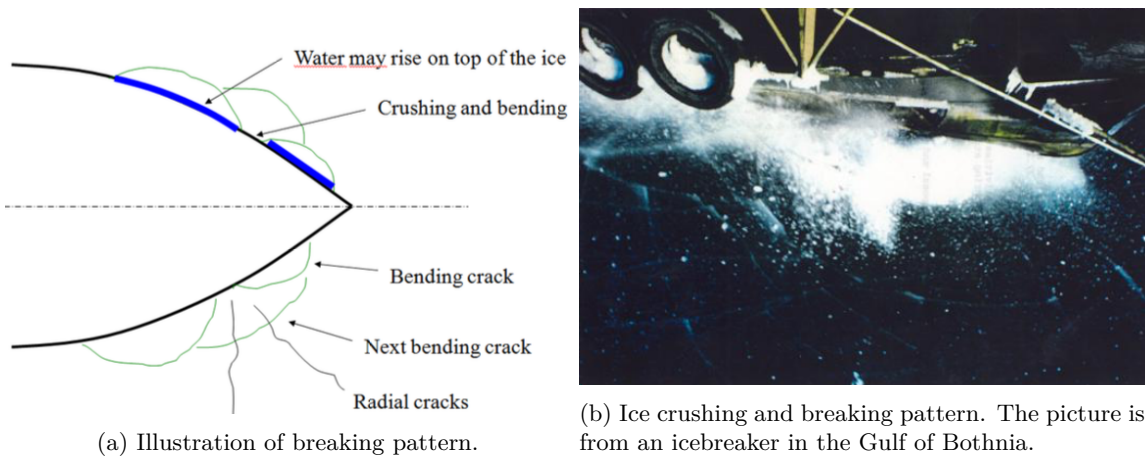 Water may rise on top of the ice
Crushing and bending
Bending crack
Next bending crack
Radial cracks
(a) Illustration of breaking pattern.
(b) Ice crushing and breaking pattern. The picture is
from an icebreaker in the Gulf of Bothnia.